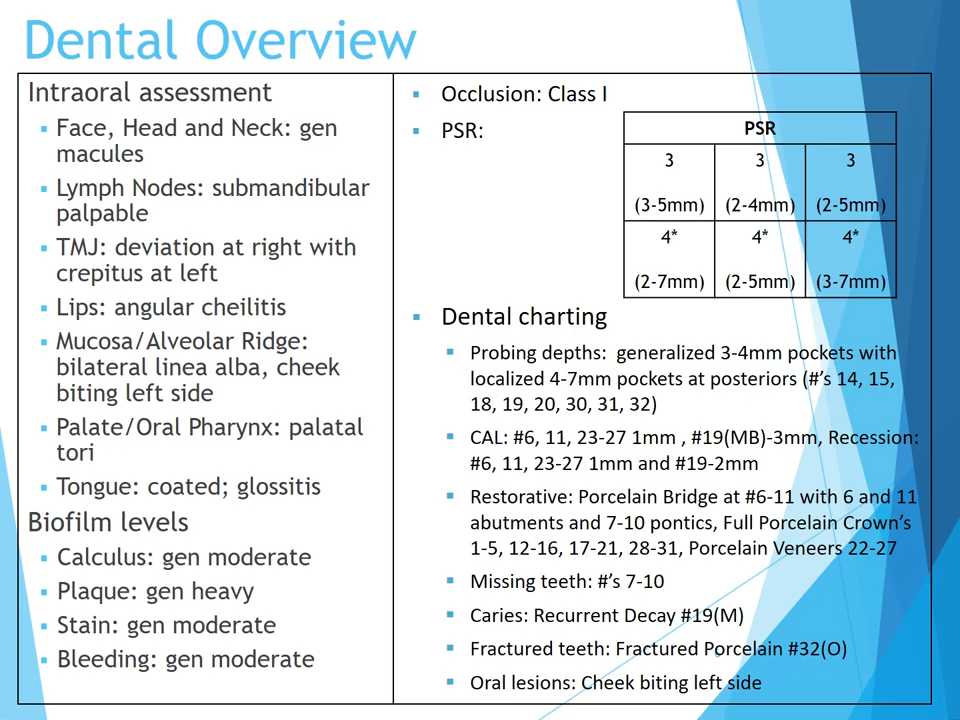 Dental Overview
Intraoral assessment
▪ Face, Head and Neck: gen
macules
▪ Lymph Nodes: submandibular
palpable
▪ TMJ: deviation at right with
crepitus at left
▪ Lips: angular cheilitis
▪ Mucosa/Alveolar Ridge:
bilateral linea alba, cheek
biting left side
▪ Palate/Oral Pharynx: palatal
tori
▪ Tongue: coated; glossitis
Biofilm levels
▪ Calculus: gen moderate
▪ Plaque: gen heavy
▪ Stain: gen moderate
▪ Bleeding: gen moderate
▪ Occlusion: Class I
▪ PSR:
PSR
3 3 3
(3-5mm) (2-4mm) (2-5mm)
4* 4* 4*
(2-7mm) (2-5mm) (3-7mm)
▪ Dental charting
▪ Probing depths: generalized 3-4mm pockets with
localized 4-7mm pockets at posteriors (#'s 14, 15,
18, 19, 20, 30, 31, 32)
▪ CAL: #6, 11, 23-27 1mm , #19(MB)-3mm, Recession:
#6, 11, 23-27 1mm and #19-2mm
▪ Restorative: Porcelain Bridge at #6-11 with 6 and 11
abutments and 7-10 pontics, Full Porcelain Crown's
1-5, 12-16, 17-21, 28-31, Porcelain Veneers 22-27
▪ Missing teeth: #'s 7-10
▪ Caries: Recurrent Decay #19(M)
▪ Fractured teeth: Fractured Porcelain #32(O)
▪ Oral lesions: Cheek biting left side